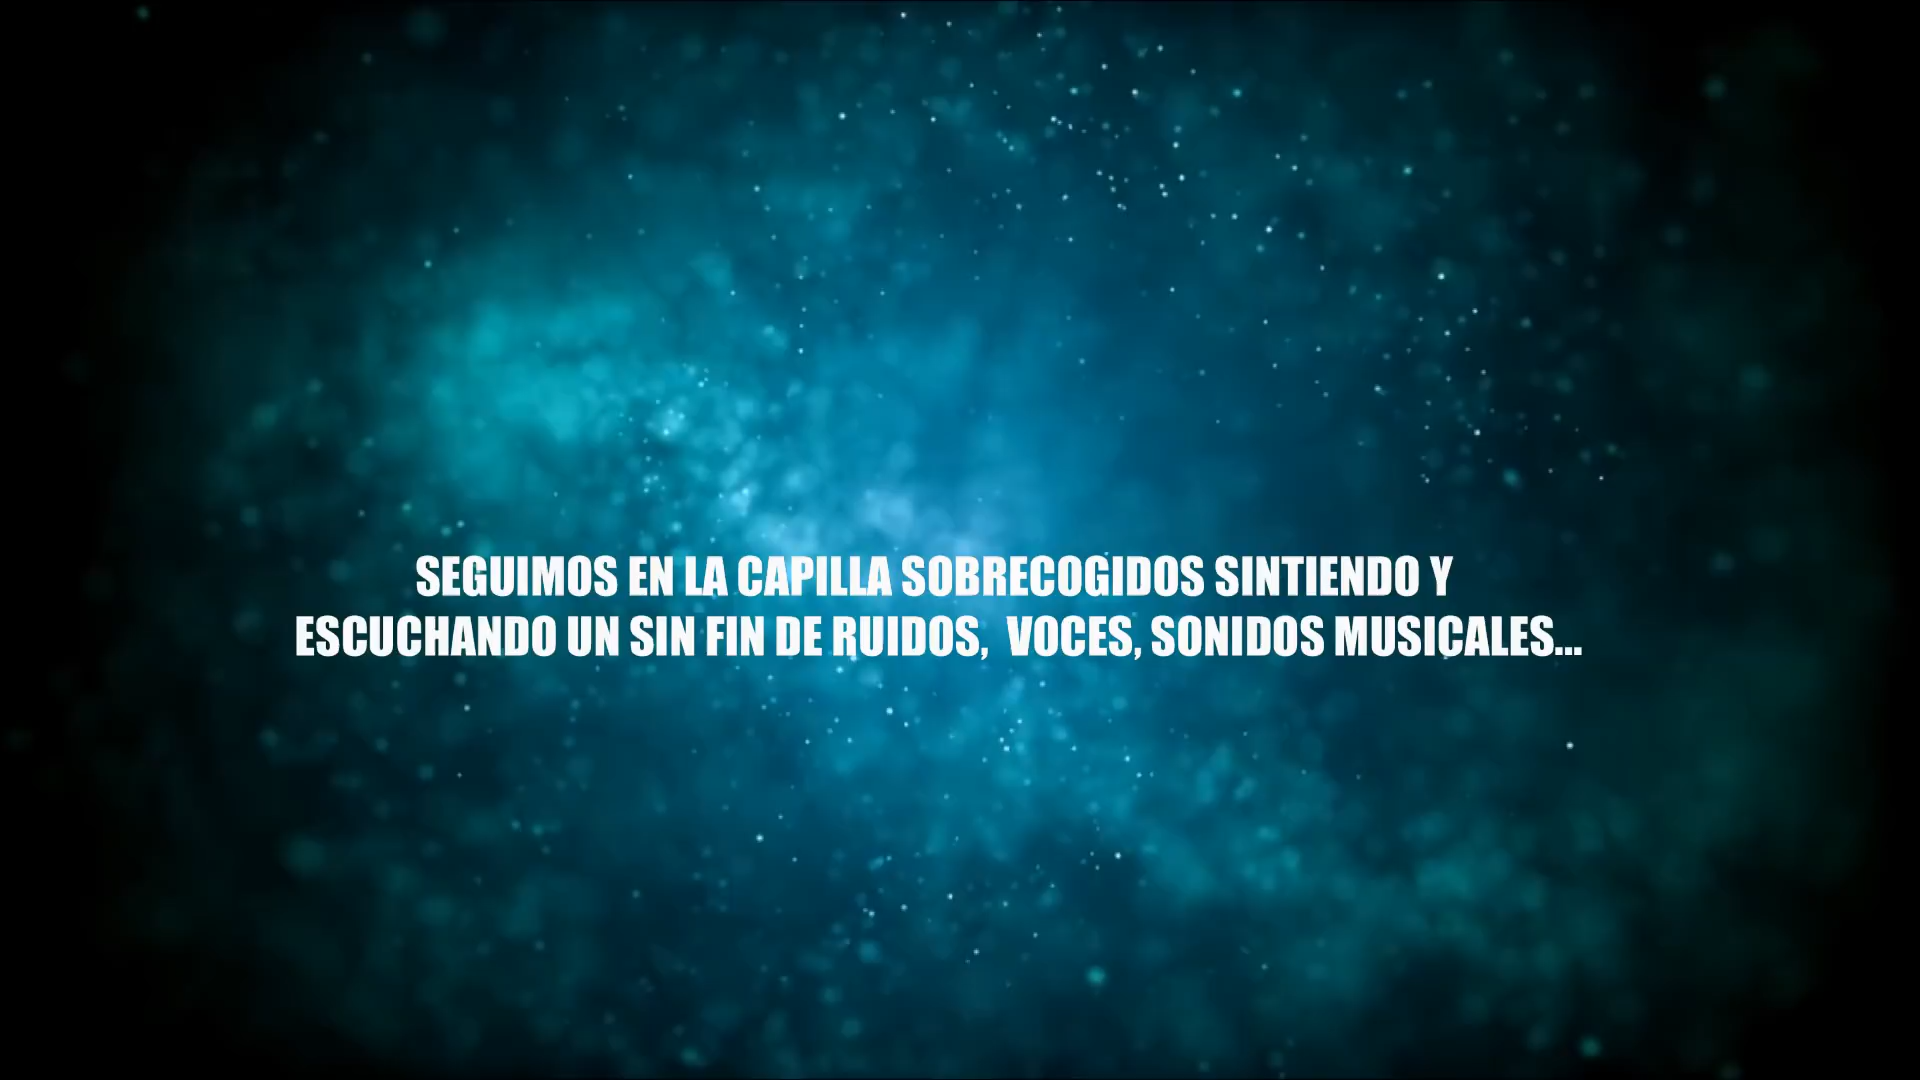 SEGUIMOS EN LA CAPILLA SOBRECOGIDOS SINTIENDO Y
ESCUCHANDO UN SIN FIN DE RUIDOS,  VOCES, SONIDOS MUSICALES...